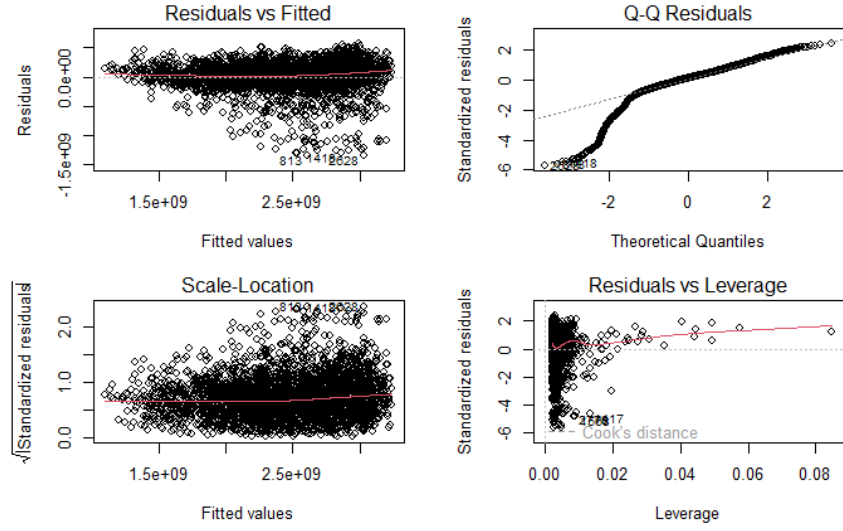 Residuals vs Fitted
Residuals
0.0e+00
-1.5e+09
813
2028
1.5e+09
2.5e+09
Fitted values
Q-Q Residuals
Standardized residuals
2
0
-2
-4
-6
-2
0
2
Theoretical Quantiles
Scale-Location
√|Standardized residuals|
2.0
1.0
0.0
1.5e+09
2.5e+09
Fitted values
Residuals vs Leverage
Standardized residuals
2
0
-2
-4
-6
Cook's distance
0.00
0.02
0.04
0.06
0.08
Leverage